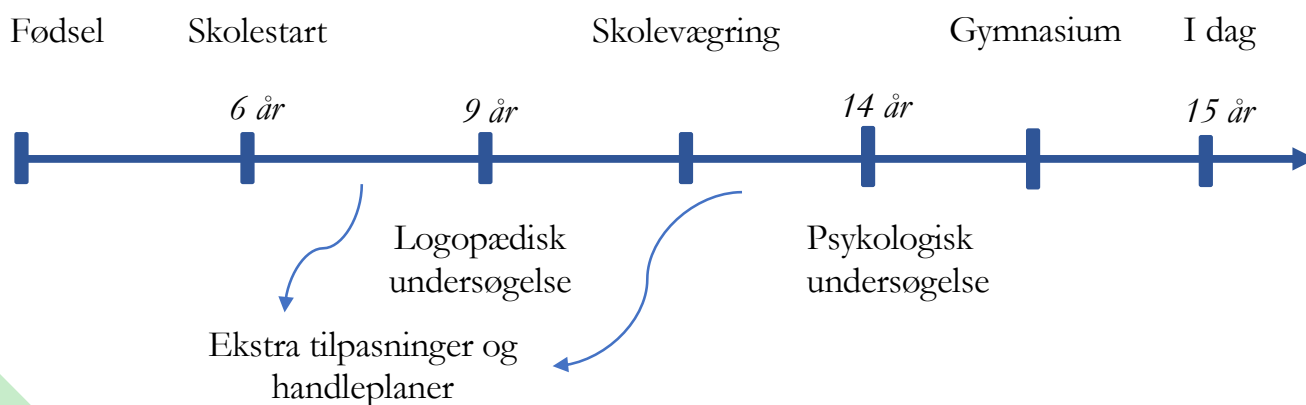 Fødsel
Skolestart
Skolevægring
Gymnasium
I dag
6 år
9 år
14 år
15 år
Logopædisk
undersøgelse
Psykologisk
undersøgelse
Ekstra tilpasninger og
handleplaner